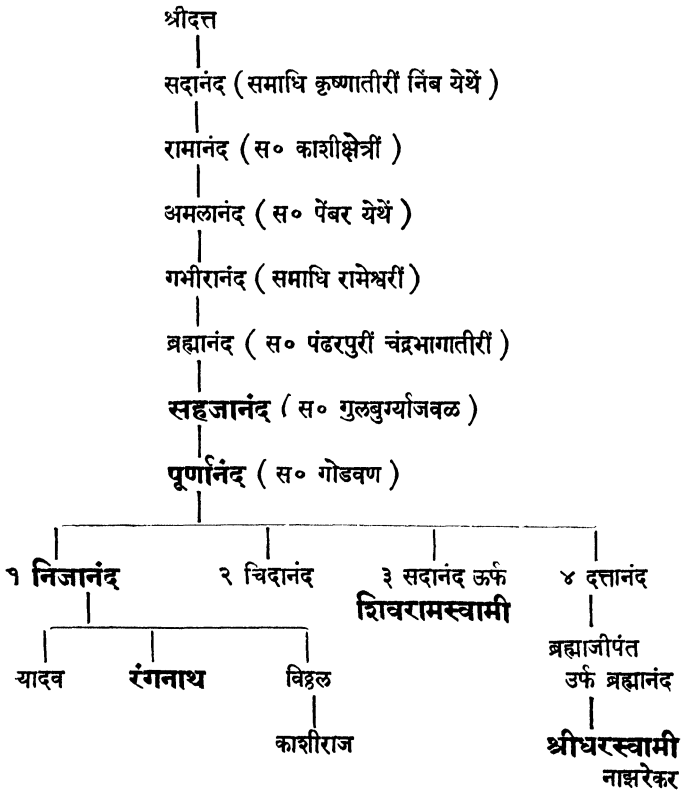 श्रीदत्त
सदानंद (समाधि कृष्णातीरीं निंब येथें)
रामानंद (स० काशीक्षेत्रीं)
अमलानंद (स० पेंबर येथें)
गभीरानंद (समाधि रामेश्वरीं)
ब्रह्मानंद (स० पंढरपुरीं चंद्रभागातीरीं)
सहजानंद (स० गुलबुर्ग्याजवळ)
पूर्णानंद (स० गोडवण)
१ निजानंद २ चिदानंद ३ सदानंद ऊर्फ ४ दत्तानंद
शिवरामस्वामी
ब्रह्माजीपंत
यादव रंगनाथ विठ्ठल उर्फ ब्रह्मानंद
काशीराज श्रीधरस्वामी
नाझरेकर